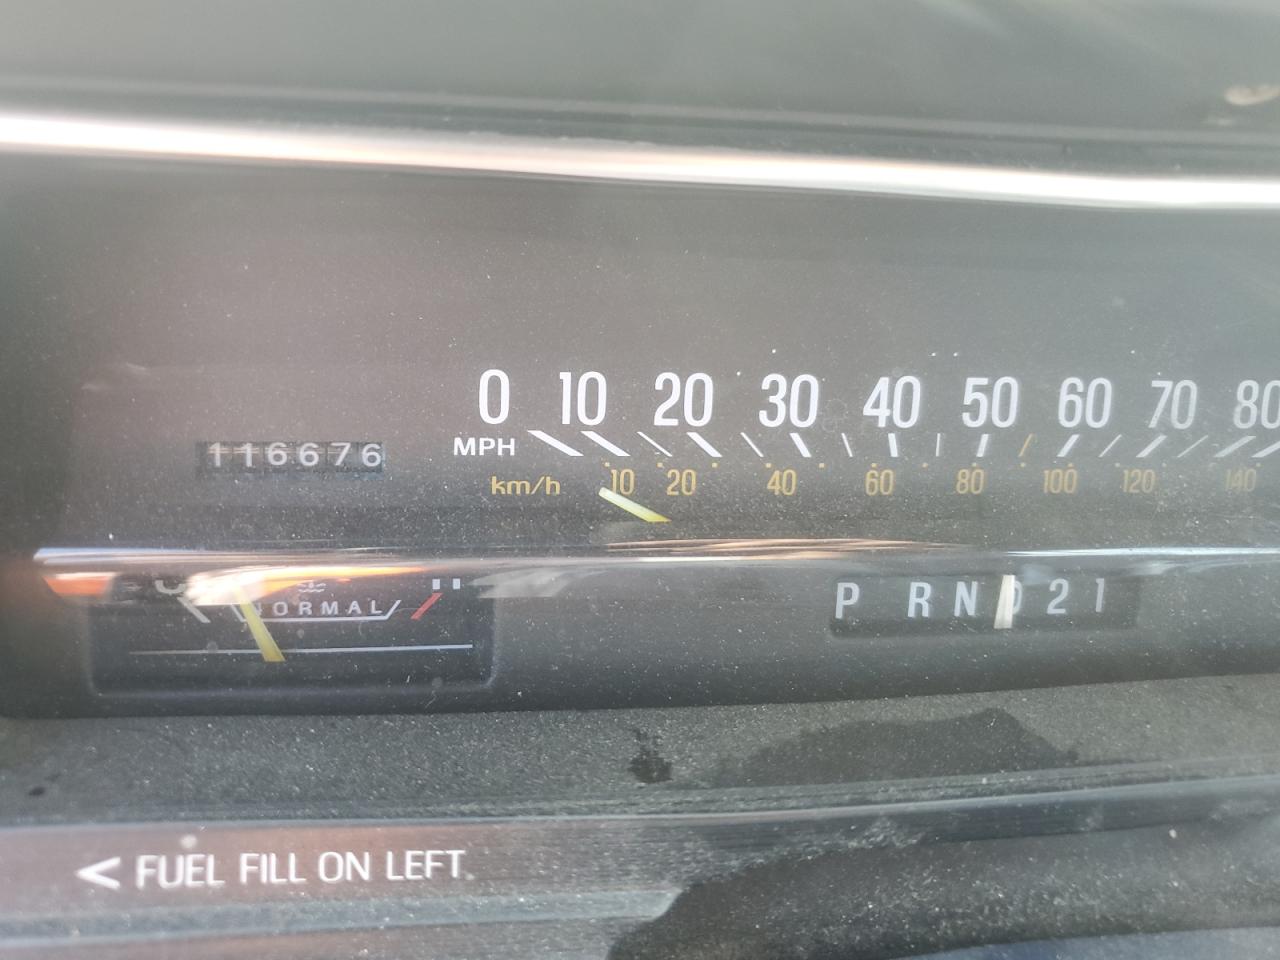 0 10 20 30 40 50 60 70 80
MPH
116676
km/h 10 20 40 60 80 100 120 140
NORMAL
P R N D 2 1
< FUEL FILL ON LEFT